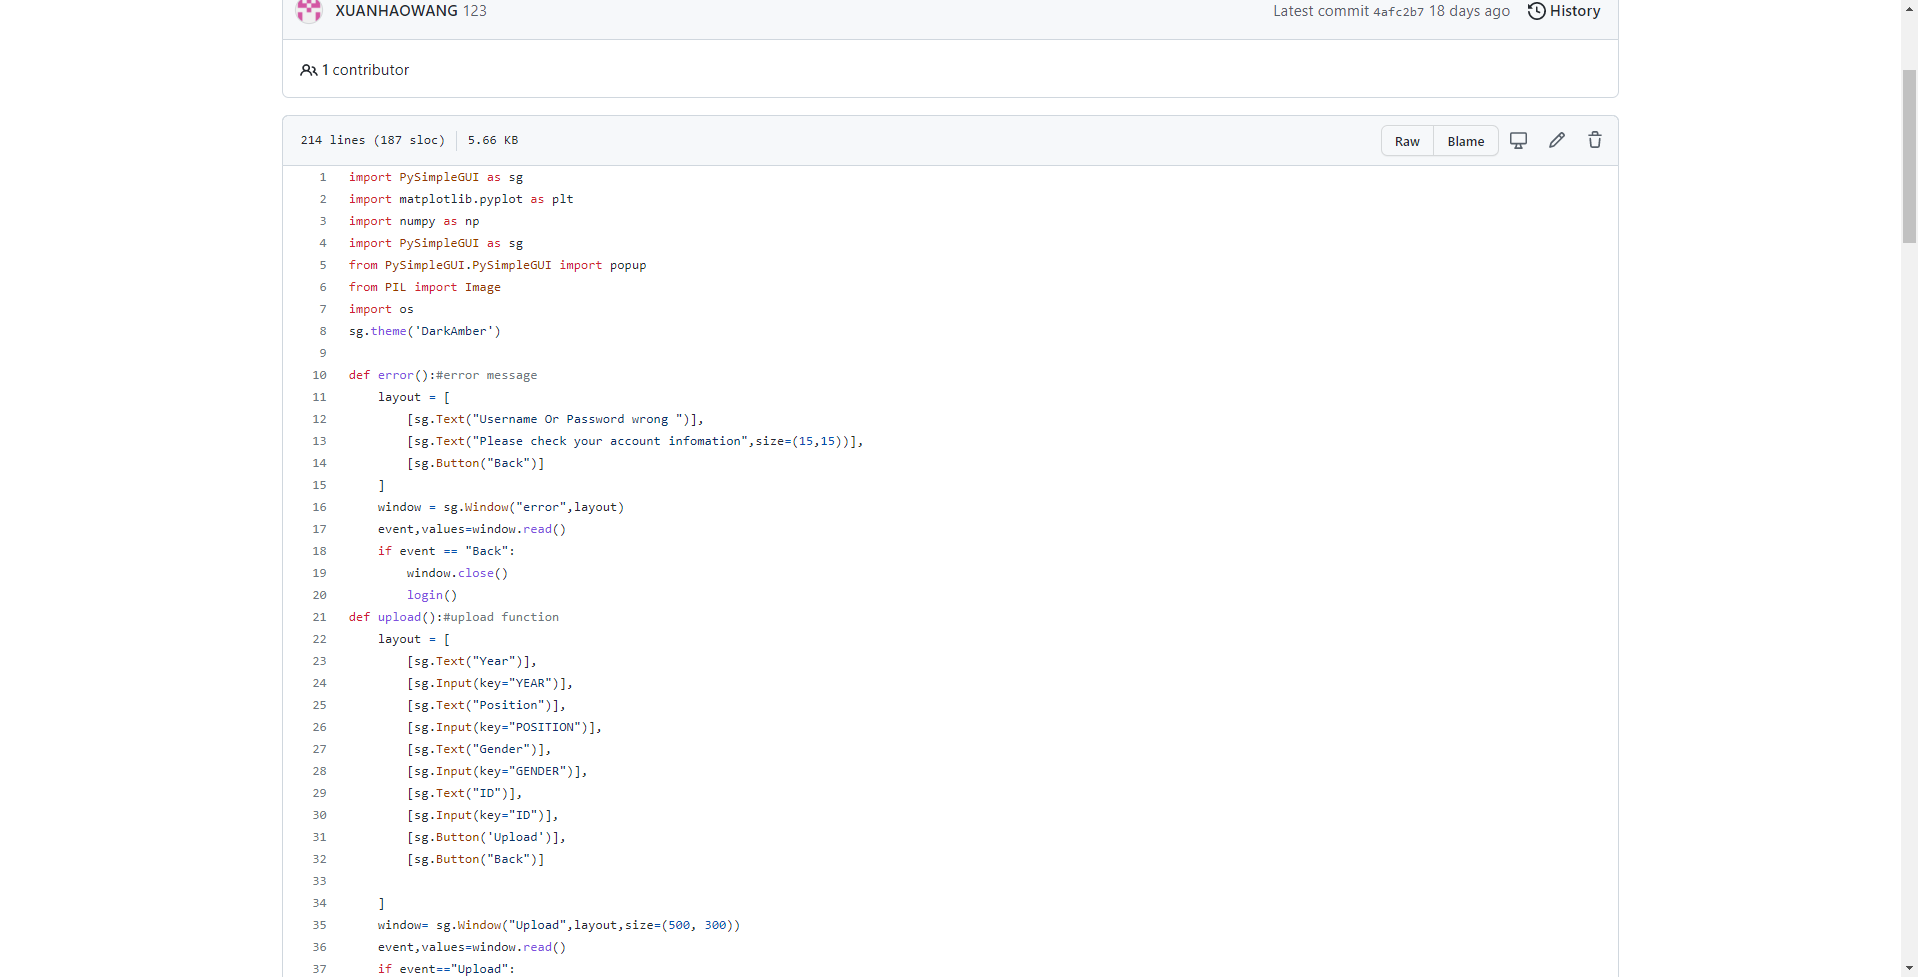 XUANHAOWANG 123 Latest commit 4afc2b7 18 days ago History
1 contributor
214 lines (187 sloc) 5.66 KB Raw Blame
1 import PySimpleGUI as sg
2 import matplotlib.pyplot as plt
3 import numpy as np
4 import PySimpleGUI as sg
5 from PySimpleGUI.PySimpleGUI import popup
6 from PIL import Image
7 import os
8 sg.theme('DarkAmber')
9
10 def error():#error message
11     layout = [
12         [sg.Text("Username Or Password wrong ")],
13         [sg.Text("Please check your account infomation",size=(15,15))],
14         [sg.Button("Back")]
15     ]
16     window = sg.Window("error",layout)
17     event,values=window.read()
18     if event == "Back":
19         window.close()
20         login()
21 def upload():#upload function
22     layout = [
23         [sg.Text("Year")],
24         [sg.Input(key="YEAR")],
25         [sg.Text("Position")],
26         [sg.Input(key="POSITION")],
27         [sg.Text("Gender")],
28         [sg.Input(key="GENDER")],
29         [sg.Text("ID")],
30         [sg.Input(key="ID")],
31         [sg.Button('Upload')],
32         [sg.Button("Back")]
33
34     ]
35     window= sg.Window("Upload",layout,size=(500, 300))
36     event,values=window.read()
37     if event=="Upload":